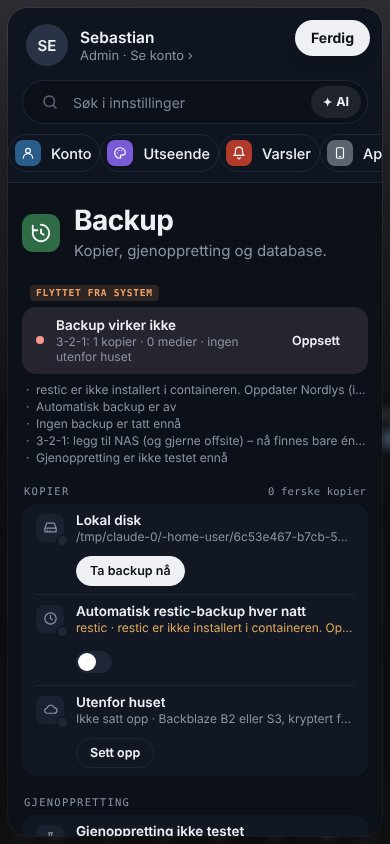 SE
Sebastian
Admin · Se konto ›
Ferdig
Søk i innstillinger
AI
Konto
Utseende
Varsler
Ap
Backup
Kopier, gjenoppretting og database.
FLYTTET FRA SYSTEM
Backup virker ikke
3-2-1: 1 kopier · 0 medier · ingen
utenfor huset
Oppsett
· restic er ikke installert i containeren. Oppdater Nordlys (i...
· Automatisk backup er av
· Ingen backup er tatt ennå
· 3-2-1: legg til NAS (og gjerne offsite) – nå finnes bare én...
· Gjenoppretting er ikke testet ennå
KOPIER
0 ferske kopier
Lokal disk
/tmp/claude-0/-home-user/6c53e467-b7cb-5...
Ta backup nå
Automatisk restic-backup hver natt
restic · restic er ikke installert i containeren. Op...
Utenfor huset
Ikke satt opp · Backblaze B2 eller S3, kryptert f...
Sett opp
GJENOPPRETTING
Gjenoppretting ikke testet